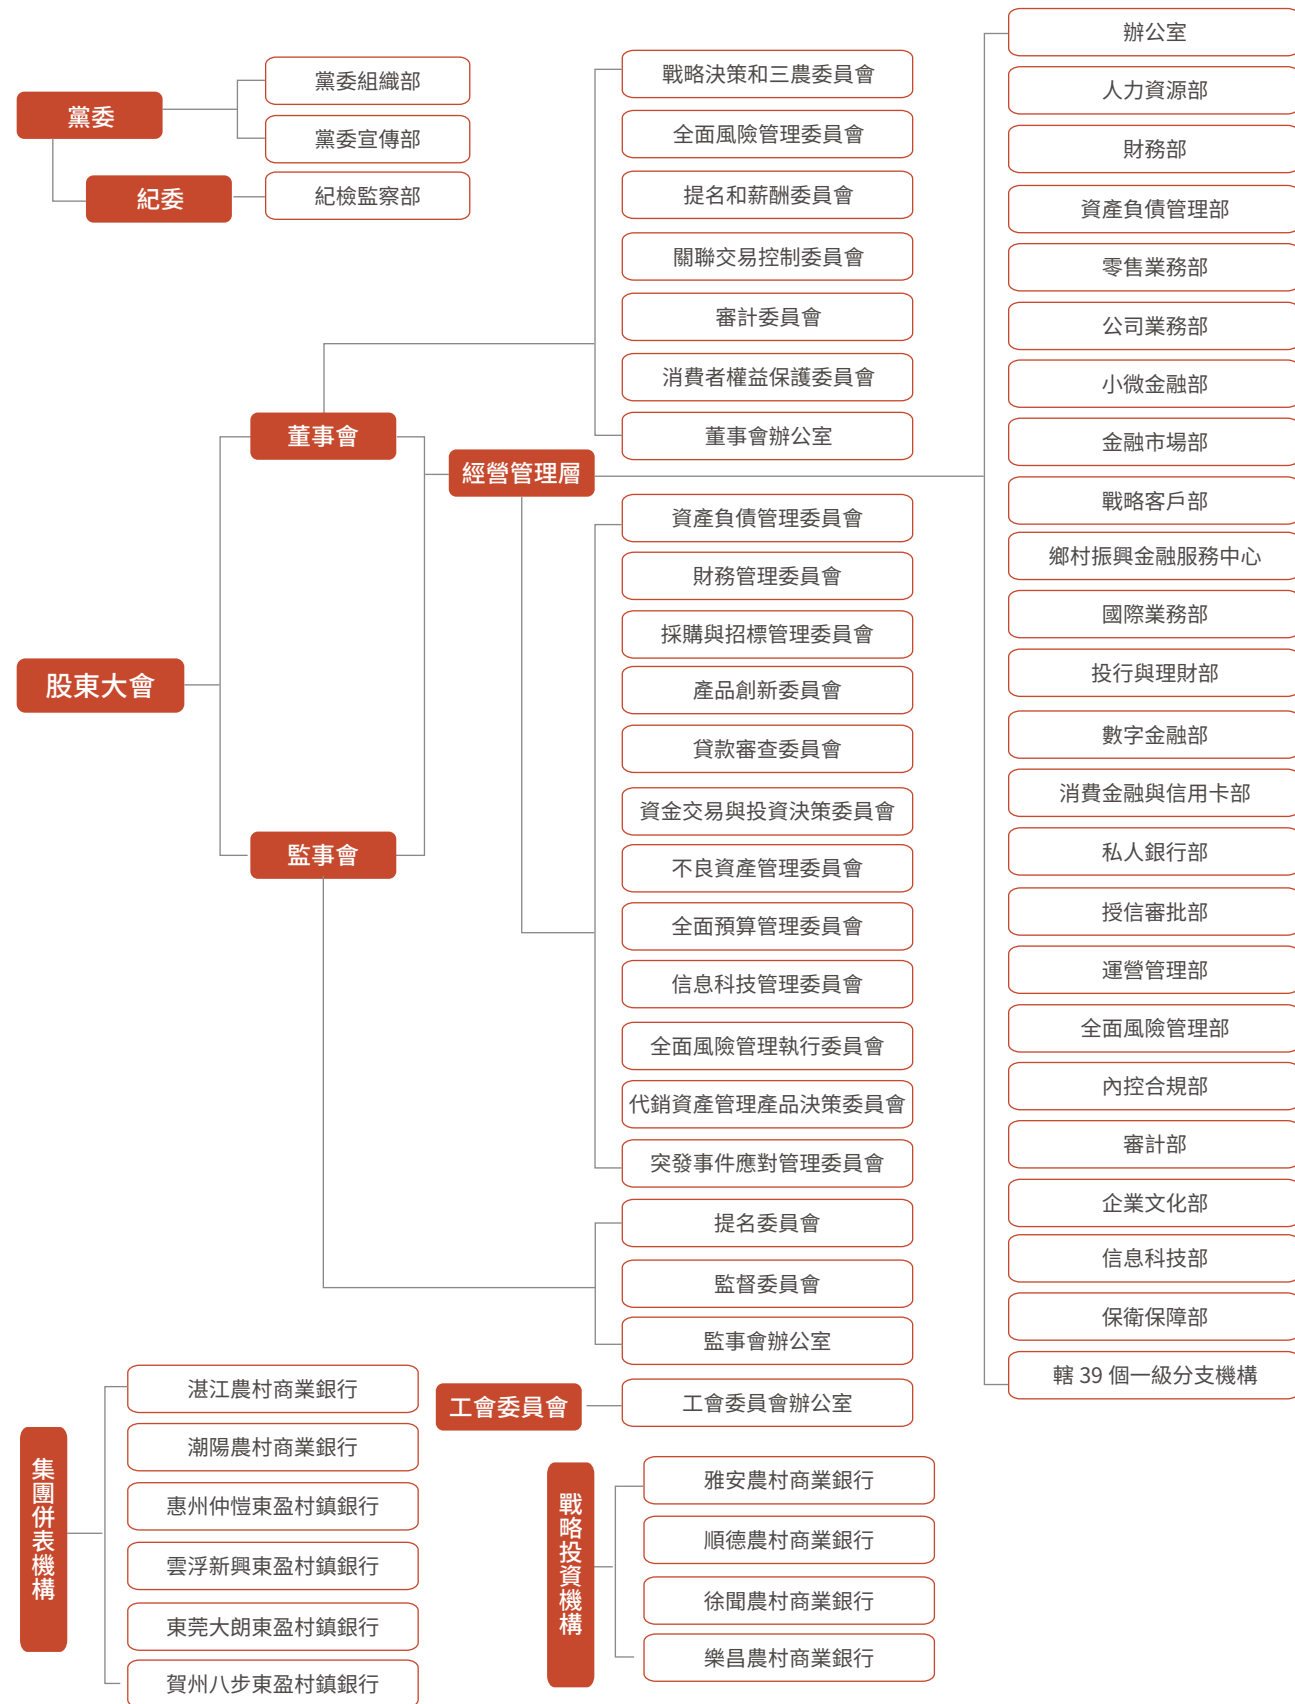 黨委
黨委組織部
黨委宣傳部
紀委
紀檢監察部
股東大會
董事會
監事會
經營管理層
戰略決策和三農委員會
全面風險管理委員會
提名和薪酬委員會
關聯交易控制委員會
審計委員會
消費者權益保護委員會
董事會辦公室
資產負債管理委員會
財務管理委員會
採購與招標管理委員會
產品創新委員會
貸款審查委員會
資金交易與投資決策委員會
不良資產管理委員會
全面預算管理委員會
信息科技管理委員會
全面風險管理執行委員會
代銷資產管理產品決策委員會
突發事件應對管理委員會
提名委員會
監督委員會
監事會辦公室
工會委員會
工會委員會辦公室
辦公室
人力資源部
財務部
資產負債管理部
零售業務部
公司業務部
小微金融部
金融市場部
戰略客戶部
鄉村振興金融服務中心
國際業務部
投行與理財部
數字金融部
消費金融與信用卡部
私人銀行部
授信審批部
運營管理部
全面風險管理部
內控合規部
審計部
企業文化部
信息科技部
保衛保障部
轄 39 個一級分支機構
集團併表機構
湛江農村商業銀行
潮陽農村商業銀行
惠州仲愷東盈村鎮銀行
雲浮新興東盈村鎮銀行
東莞大朗東盈村鎮銀行
賀州八步東盈村鎮銀行
戰略投資機構
雅安農村商業銀行
順德農村商業銀行
徐聞農村商業銀行
樂昌農村商業銀行